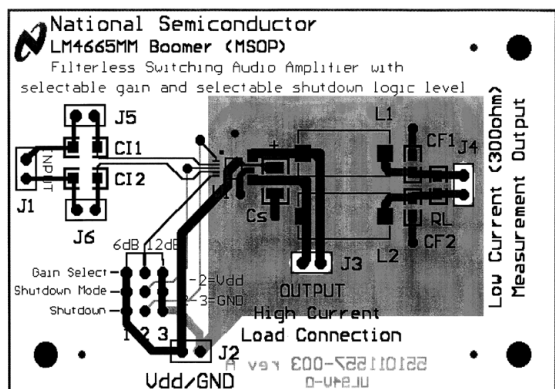 National Semiconductor
LM4665MM Boomer (MSOP)
Filterless Switching Audio Amplifier with
selectable gain and selectable shutdown logic level
J5
L1
CF1
J4
CI1
INPUT
CI2
J1
+
Cs
RL
J6
L2
CF2
6dB 12dB
J3
Gain Select
2=Vdd
OUTPUT
Shutdown Mode
3=GND
High Current
Shutdown
Load Connection
1 2 3
J2
Vdd/GND
551011557-003 rev A
UL94V-0
Low Current (300ohm)
Measurement Output